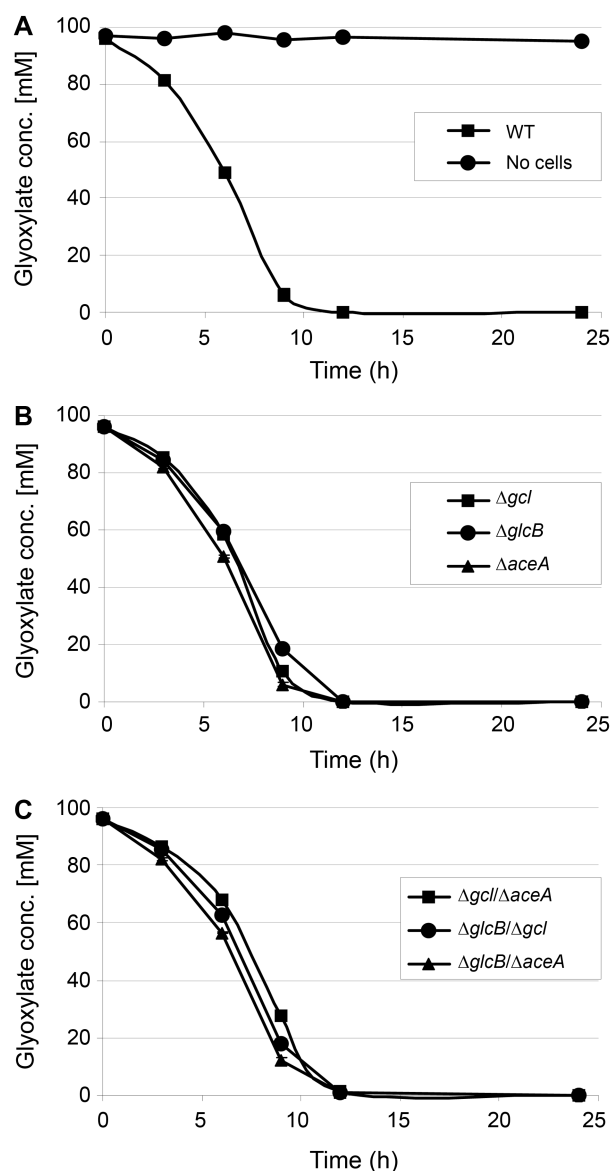 A
Glyoxylate conc. [mM]
100
80
60
40
20
0
WT
No cells
0 5 10 15 20 25
Time (h)
B
Glyoxylate conc. [mM]
100
80
60
40
20
0
Δgcl
ΔglcB
ΔaceA
0 5 10 15 20 25
Time (h)
C
Glyoxylate conc. [mM]
100
80
60
40
20
0
Δgcl/ΔaceA
ΔglcB/Δgcl
ΔglcB/ΔaceA
0 5 10 15 20 25
Time (h)